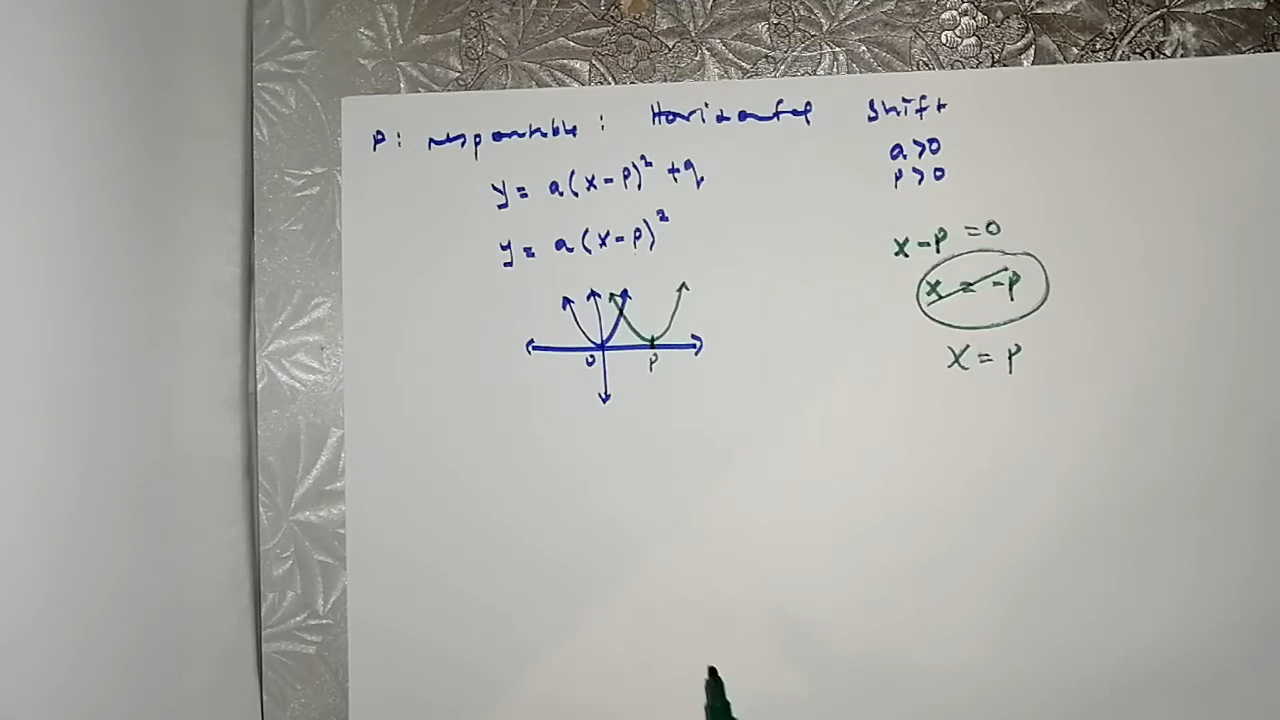 P: responsible: Horizontal Shift
a>0
y = a(x-p)² + q
p>0
y = a(x-p)²
x-p = 0
x = -p
x = p
0 p